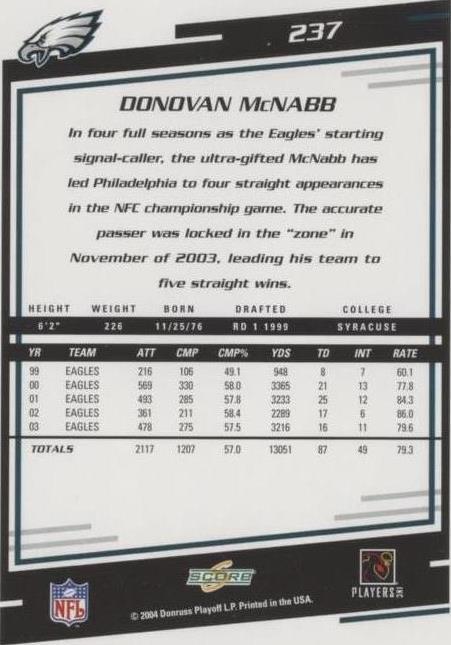 237
DONOVAN McNABB
In four full seasons as the Eagles' starting
signal-caller, the ultra-gifted McNabb has
led Philadelphia to four straight appearances
in the NFC championship game. The accurate
passer was locked in the "zone" in
November of 2003, leading his team to
five straight wins.
HEIGHT WEIGHT BORN DRAFTED COLLEGE
6'2" 226 11/25/76 RD 1 1999 SYRACUSE
YR TEAM ATT CMP CMP% YDS TD INT RATE
99 EAGLES 216 106 49.1 948 8 7 60.1
00 EAGLES 569 330 58.0 3365 21 13 77.8
01 EAGLES 493 285 57.8 3233 25 12 84.3
02 EAGLES 361 211 58.4 2289 17 6 86.0
03 EAGLES 478 275 57.5 3216 16 11 79.6
TOTALS 2117 1207 57.0 13051 87 49 79.3
SCORE
NFL
PLAYERS INC
© 2004 Donruss Playoff L.P. Printed in the USA.